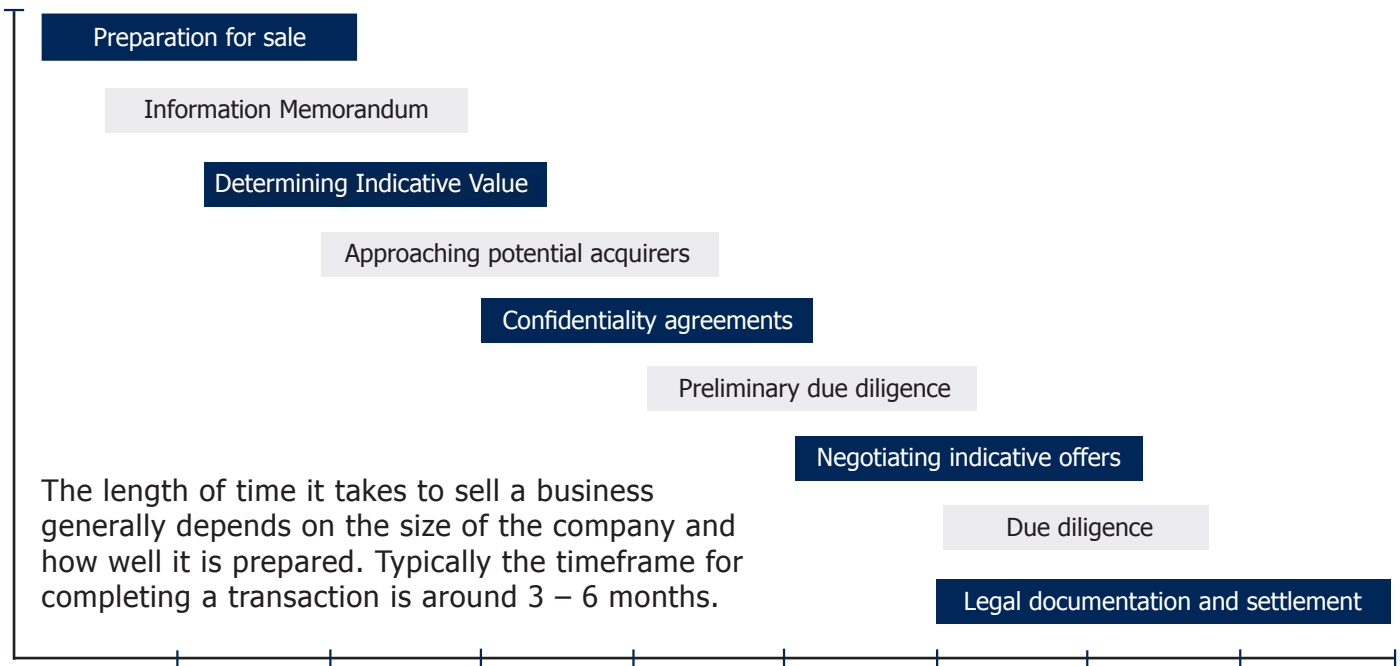 Preparation for sale
Information Memorandum
Determining Indicative Value
Approaching potential acquirers
Confidentiality agreements
Preliminary due diligence
Negotiating indicative offers
The length of time it takes to sell a business
generally depends on the size of the company and
how well it is prepared. Typically the timeframe for
completing a transaction is around 3 – 6 months.
Due diligence
Legal documentation and settlement